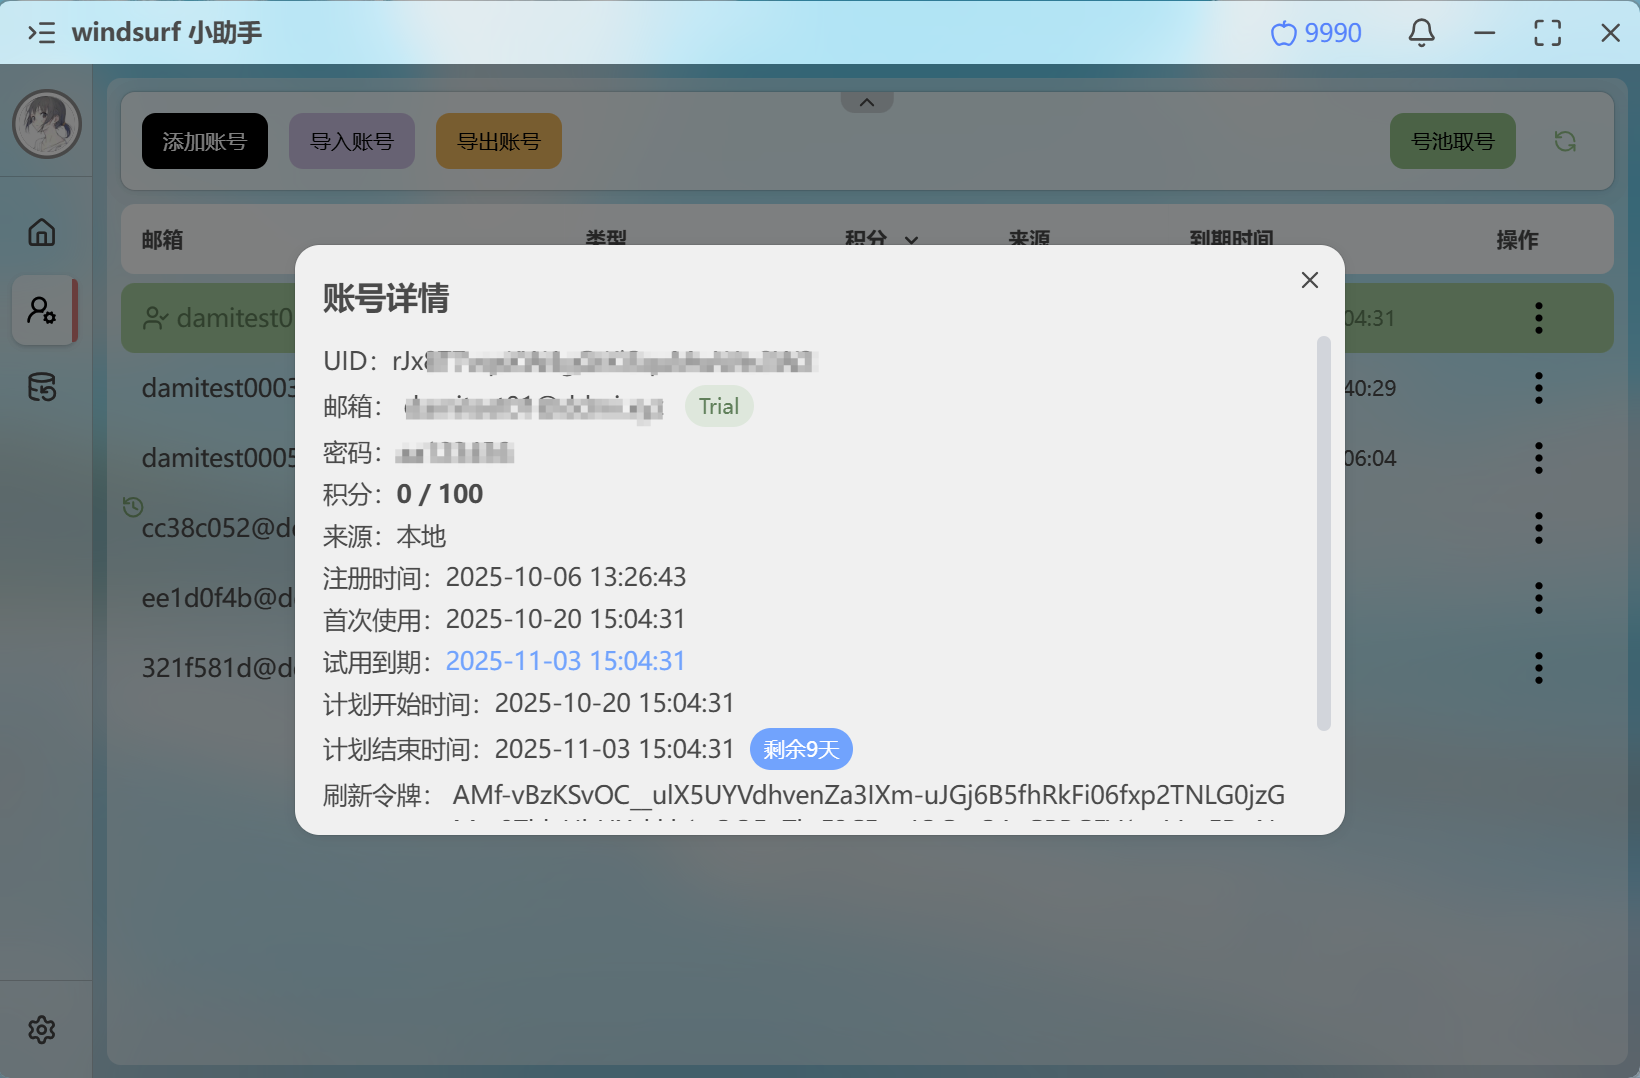 windsurf 小助手
9990
添加账号
导入账号
导出账号
号池取号
邮箱
类型
积分
来源
到期时间
操作
damitest0
04:31
damitest0003
40:29
damitest0005
06:04
cc38c052@d
ee1d0f4b@d
321f581d@d
账号详情
UID: rJx
邮箱:
Trial
密码:
积分: 0 / 100
来源: 本地
注册时间: 2025-10-06 13:26:43
首次使用: 2025-10-20 15:04:31
试用到期: 2025-11-03 15:04:31
计划开始时间: 2025-10-20 15:04:31
计划结束时间: 2025-11-03 15:04:31 剩余9天
刷新令牌: AMf-vBzKSvOC__ulX5UYVdhvenZa3IXm-uJGj6B5fhRkFi06fxp2TNLG0jzG